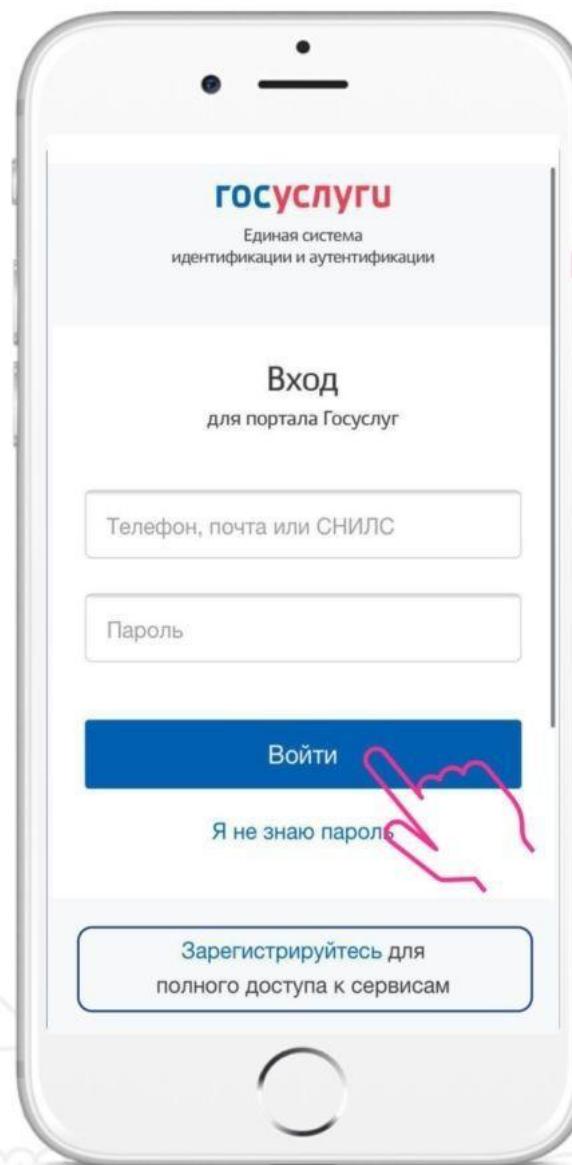 госуслуги
Единая система
идентификации и аутентификации
Вход
для портала Госуслуг
Телефон, почта или СНИЛС
Пароль
Войти
Я не знаю пароль
Зарегистрируйтесь для
полного доступа к сервисам